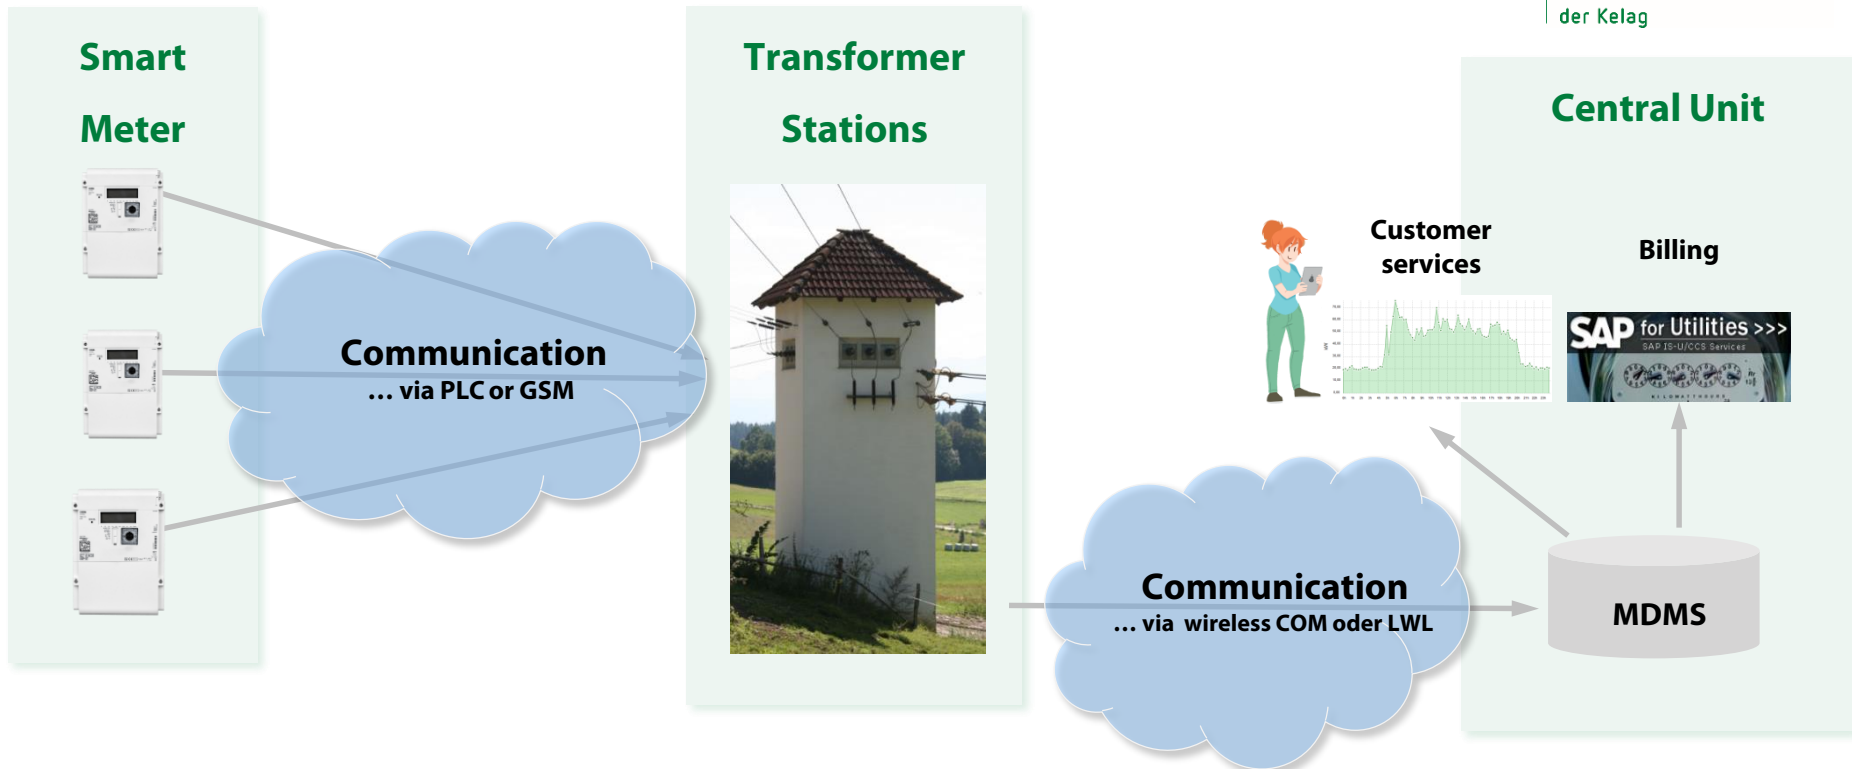 der Kelag
Smart
Meter
Transformer
Stations
Central Unit
Customer
services
Billing
SAP for Utilities >>>
SAP IS-U/CCS Services
KILOWATTHOURS
Communication
... via PLC or GSM
Communication
... via wireless COM oder LWL
MDMS